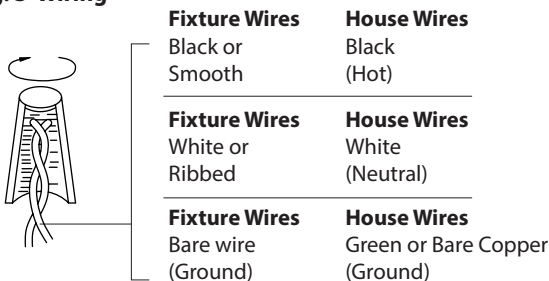 Wiring
Fixture Wires House Wires
Black or Black
Smooth (Hot)
Fixture Wires House Wires
White or White
Ribbed (Neutral)
Fixture Wires House Wires
Bare wire Green or Bare Copper
(Ground) (Ground)